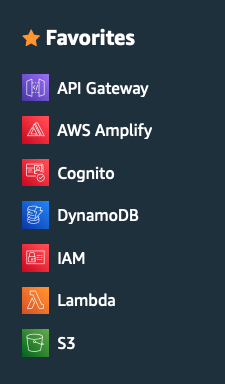 Favorites
API Gateway
AWS Amplify
Cognito
DynamoDB
IAM
Lambda
S3